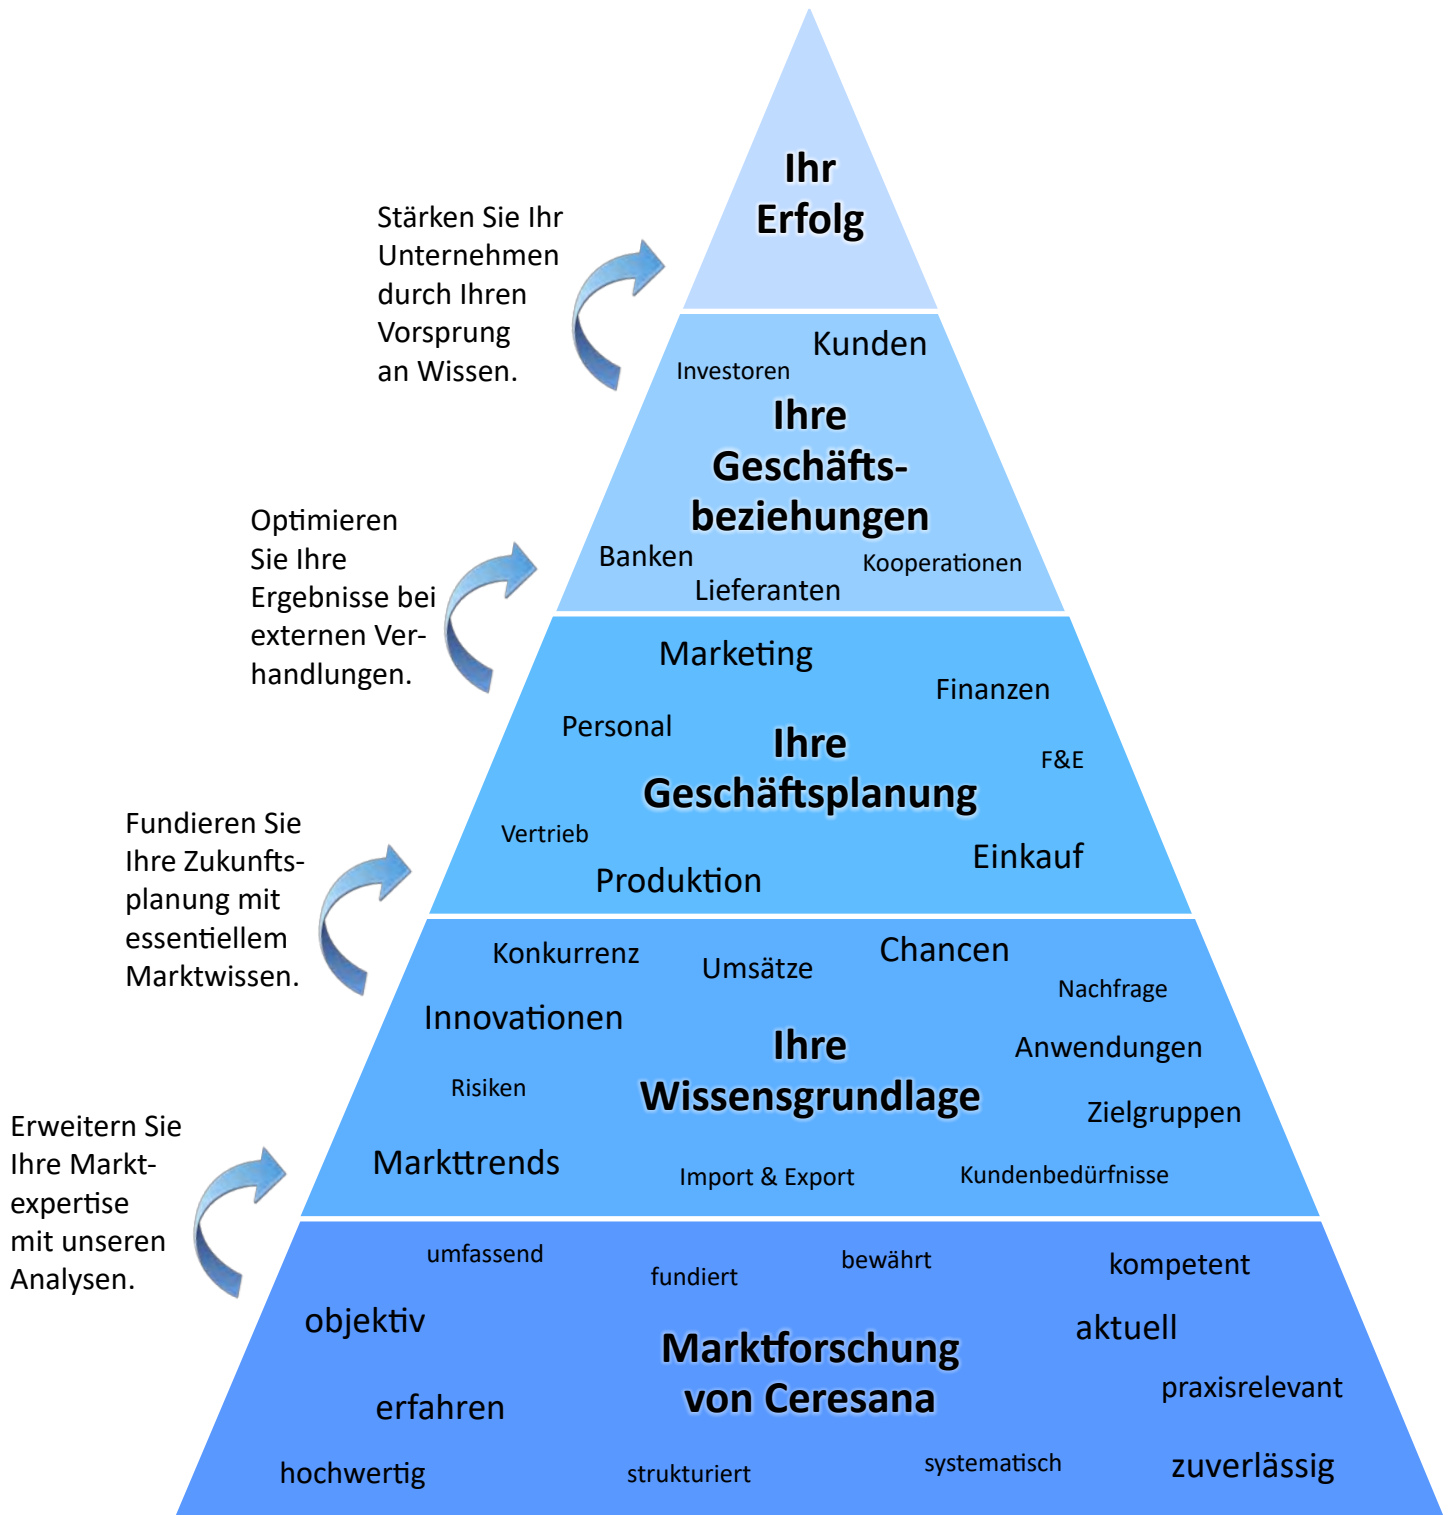 Ihr
Erfolg
Stärken Sie Ihr
Unternehmen
durch Ihren
Vorsprung
an Wissen.
Kunden
Investoren
Ihre
Geschäfts-
beziehungen
Banken
Kooperationen
Lieferanten
Optimieren
Sie Ihre
Ergebnisse bei
externen Ver-
handlungen.
Marketing
Finanzen
Personal
Ihre
Geschäftsplanung
F&E
Vertrieb
Einkauf
Produktion
Fundieren Sie
Ihre Zukunfts-
planung mit
essentiellem
Marktwissen.
Konkurrenz
Umsätze
Chancen
Nachfrage
Innovationen
Ihre
Wissensgrundlage
Anwendungen
Risiken
Zielgruppen
Markttrends
Import & Export
Kundenbedürfnisse
Erweitern Sie
Ihre Markt-
expertise
mit unseren
Analysen.
umfassend
fundiert
bewährt
kompetent
objektiv
aktuell
Marktforschung
von Ceresana
praxisrelevant
erfahren
hochwertig
strukturiert
systematisch
zuverlässig